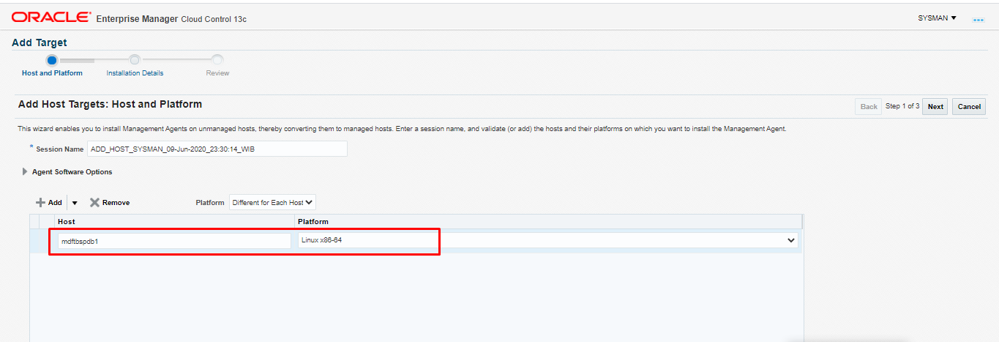 ORACLE Enterprise Manager Cloud Control 13c
SYSMAN
Add Target
Host and Platform Installation Details Review
Add Host Targets: Host and Platform
Back Step 1 of 3 Next Cancel
This wizard enables you to install Management Agents on unmanaged hosts, thereby converting them to managed hosts. Enter a session name, and validate (or add) the hosts and their platforms on which you want to install the Management Agent.
* Session Name ADD_HOST_SYSMAN_09-Jun-2020_23:30:14_WIB
Agent Software Options
Add Remove Platform Different for Each Host
Host Platform
mdftbspdb1 Linux x86-64